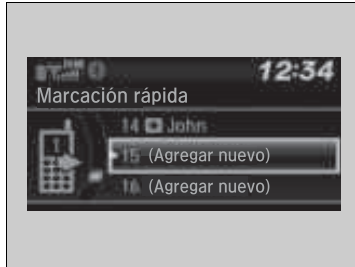 12:34
Marcación rápida
14 John
15 (Agregar nuevo)
16 (Agregar nuevo)